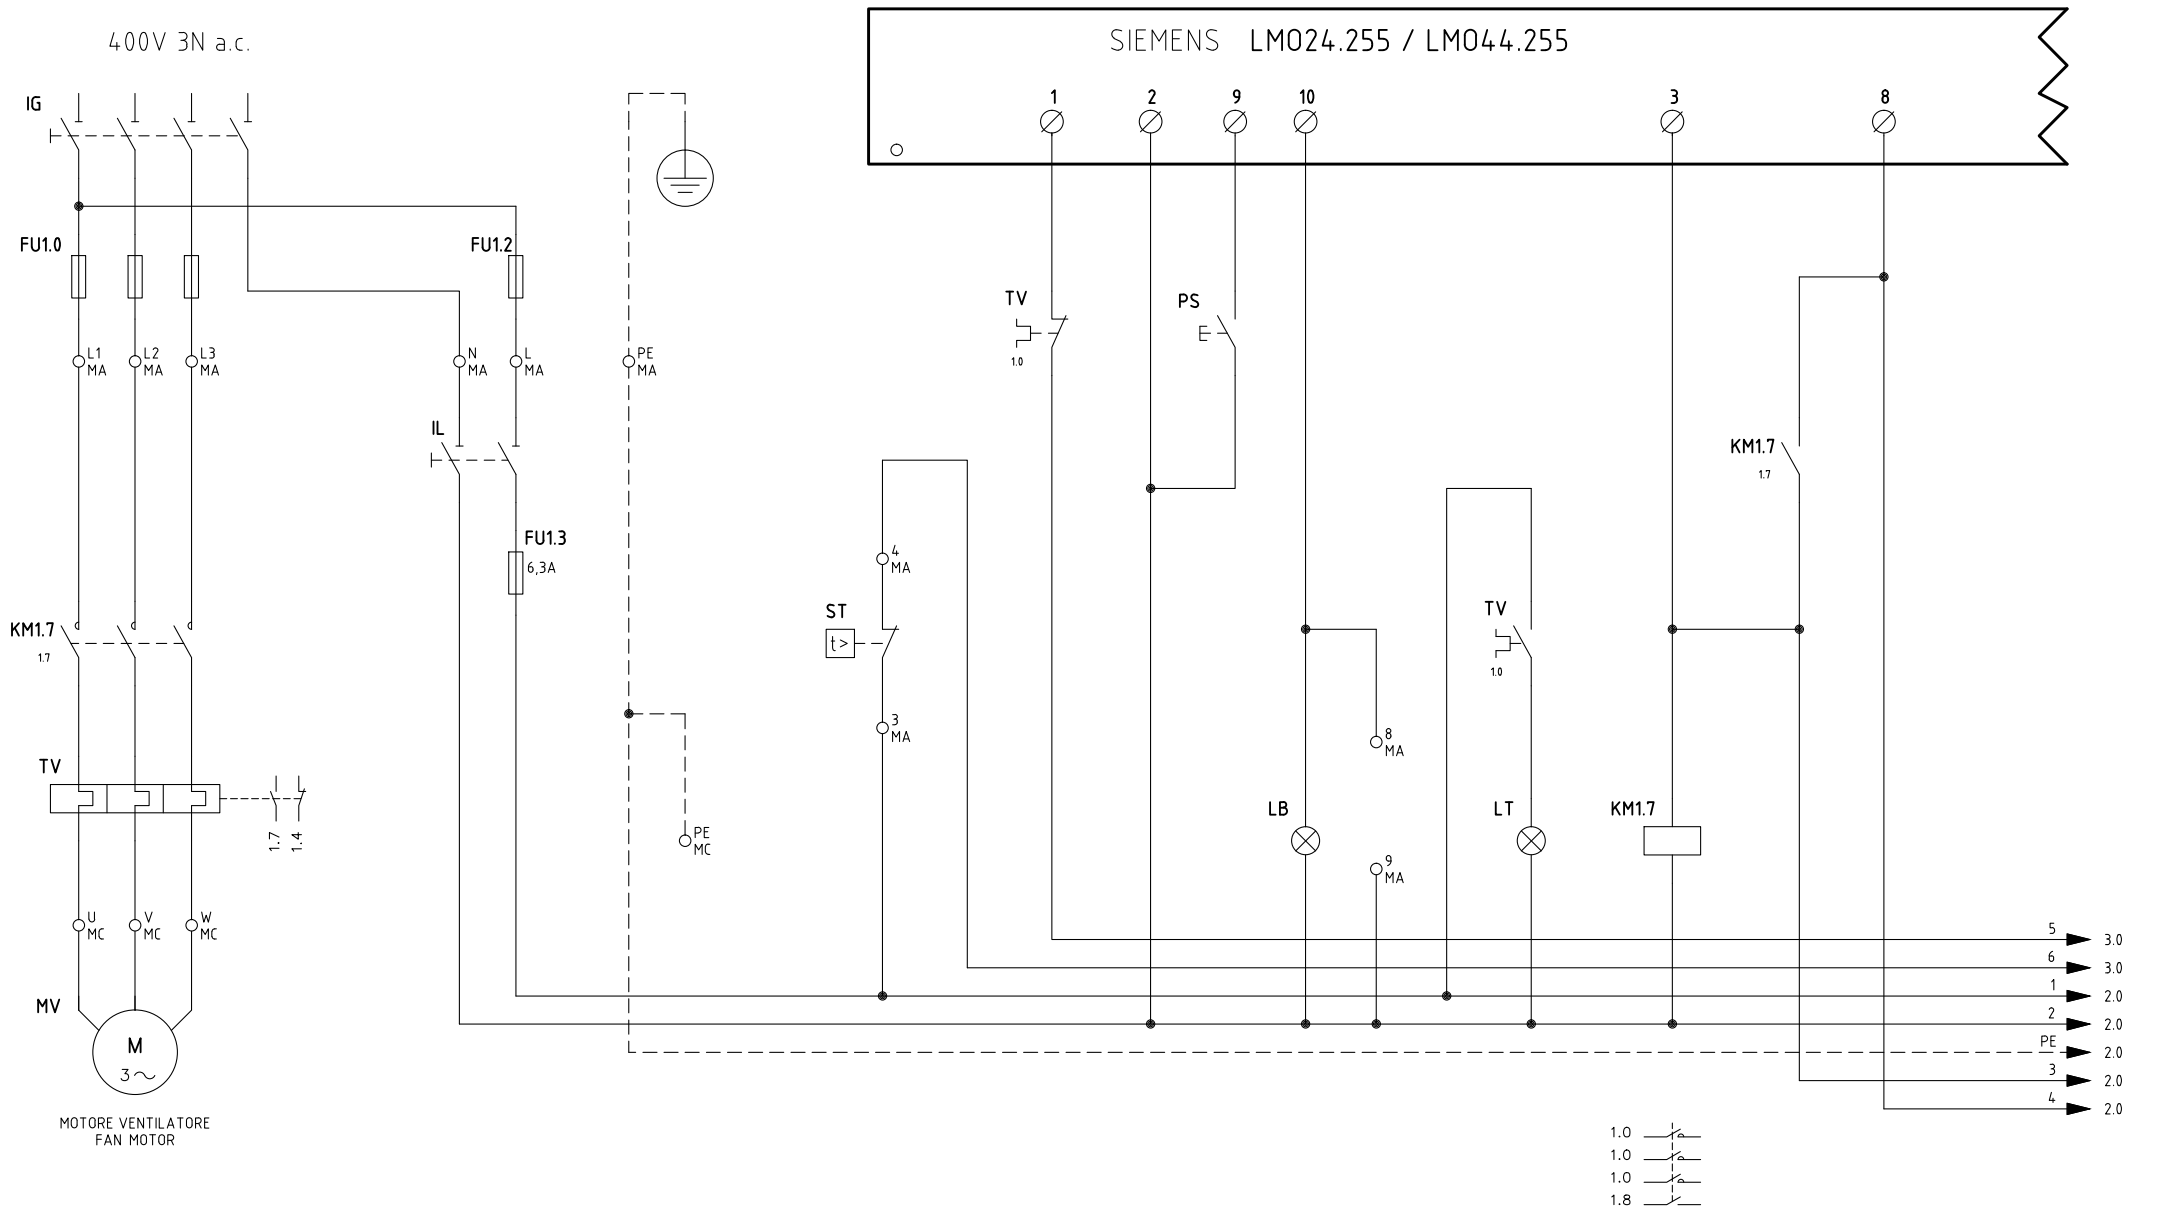 400V 3N a.c.
SIEMENS LMO24.255 / LMO44.255
1 2 9 10 3 8
IG
FU1.0
FU1.2
TV
1.0
PS
L1
MA
L2
MA
L3
MA
N
MA
L
MA
PE
MA
IL
KM1.7
1.7
FU1.3
6,3A
4
MA
ST
t>
3
MA
TV
1.0
KM1.7
1.7
8
MA
TV
1.7
1.4
PE
MC
LB
LT
KM1.7
9
MA
U
MC
V
MC
W
MC
5 3.0
6 3.0
1 2.0
2 2.0
PE 2.0
3 2.0
4 2.0
MV
M
3~
MOTORE VENTILATORE
FAN MOTOR
1.0
1.0
1.0
1.8